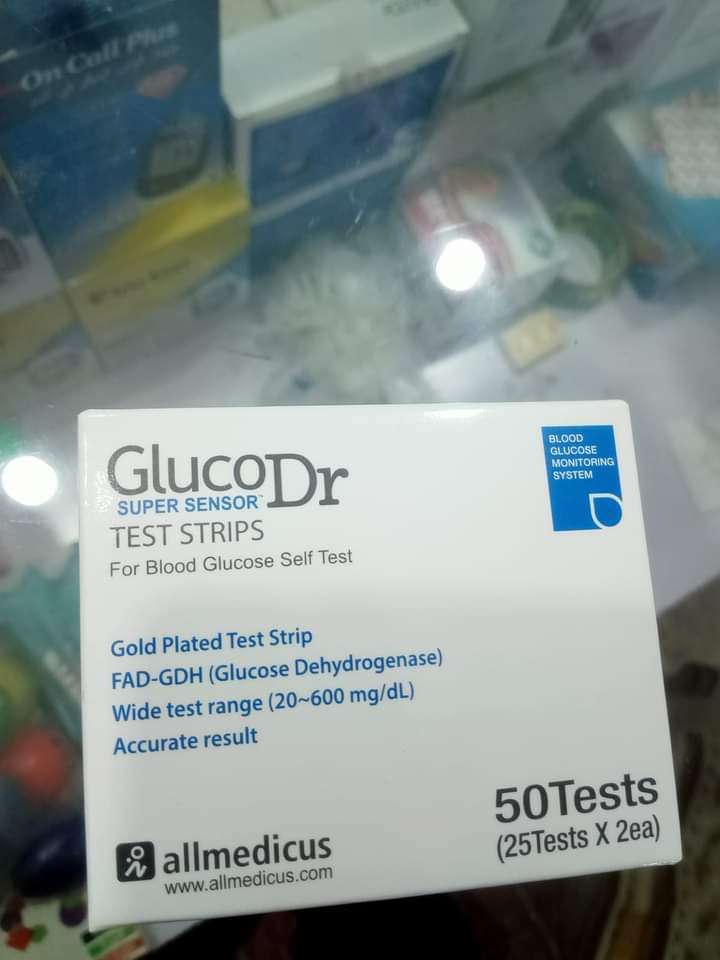 On Call Plus
GlucoDr
SUPER SENSOR™
TEST STRIPS
For Blood Glucose Self Test
BLOOD
GLUCOSE
MONITORING
SYSTEM
Gold Plated Test Strip
FAD-GDH (Glucose Dehydrogenase)
Wide test range (20~600 mg/dL)
Accurate result
50Tests
(25Tests X 2ea)
allmedicus
www.allmedicus.com